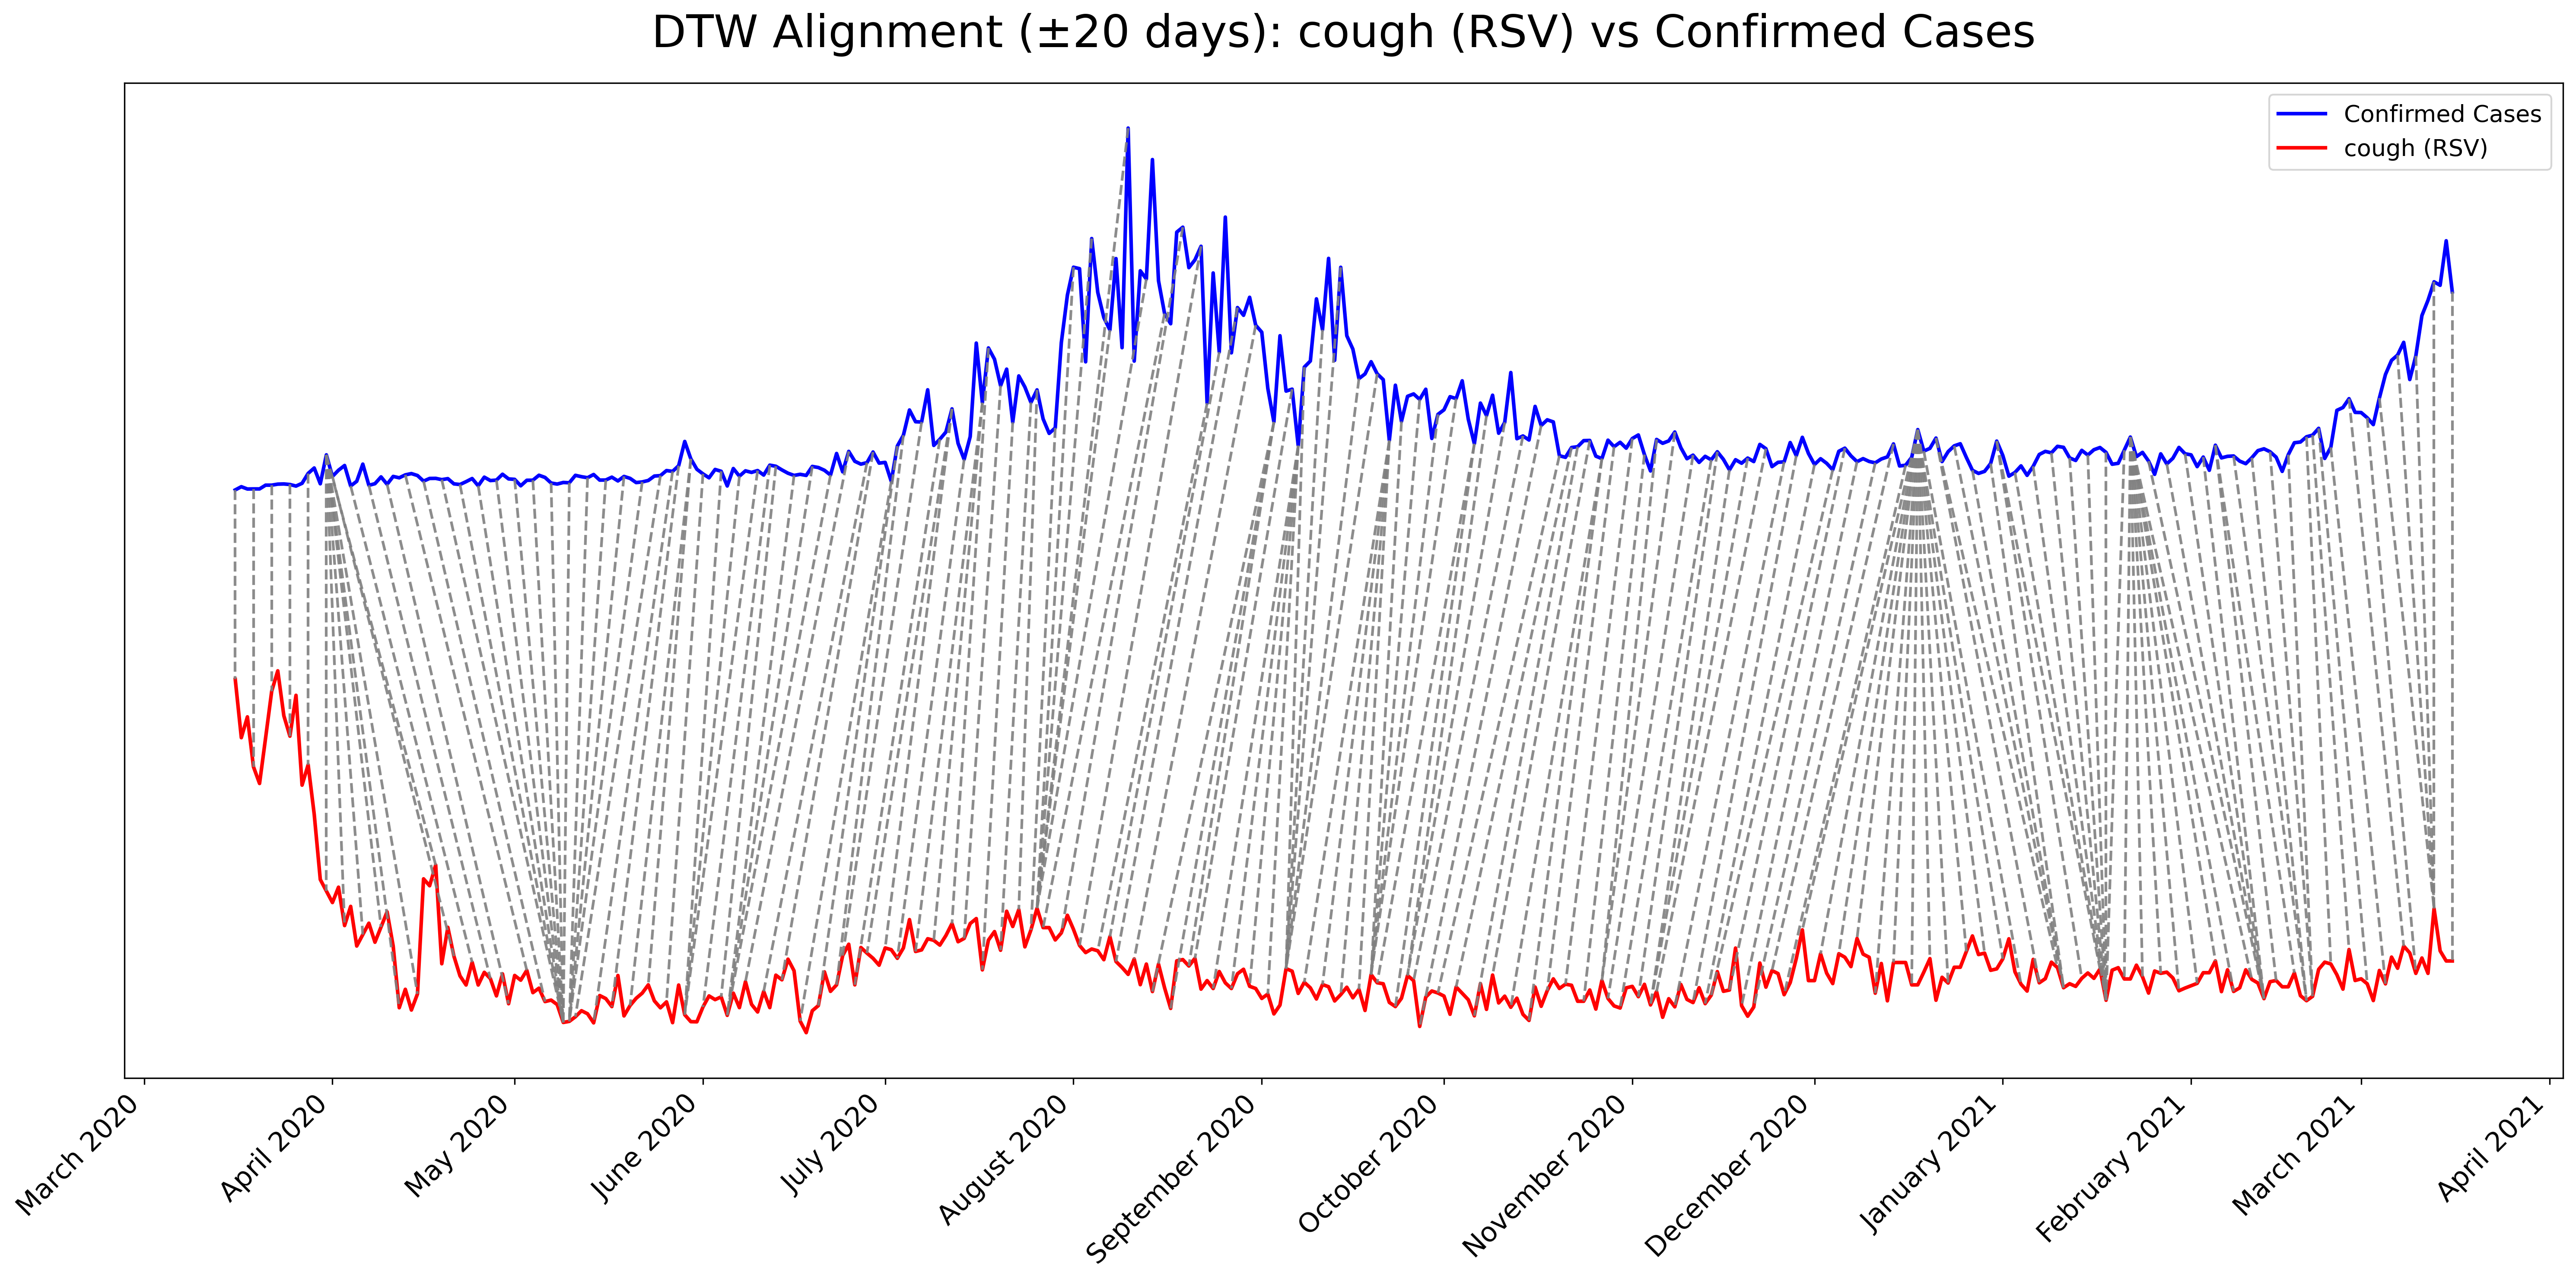 DTW Alignment (±20 days): cough (RSV) vs Confirmed Cases
Confirmed Cases
cough (RSV)
March 2020
April 2020
May 2020
June 2020
July 2020
August 2020
September 2020
October 2020
November 2020
December 2020
January 2021
February 2021
March 2021
April 2021